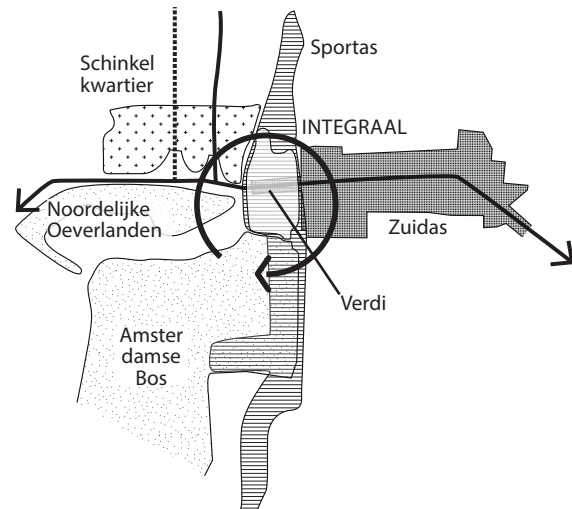 Sportas
Schinkel
kwartier
INTEGRAAL
Noordelijke
Oeverlanden
Zuidas
Verdi
Amster
damse
Bos